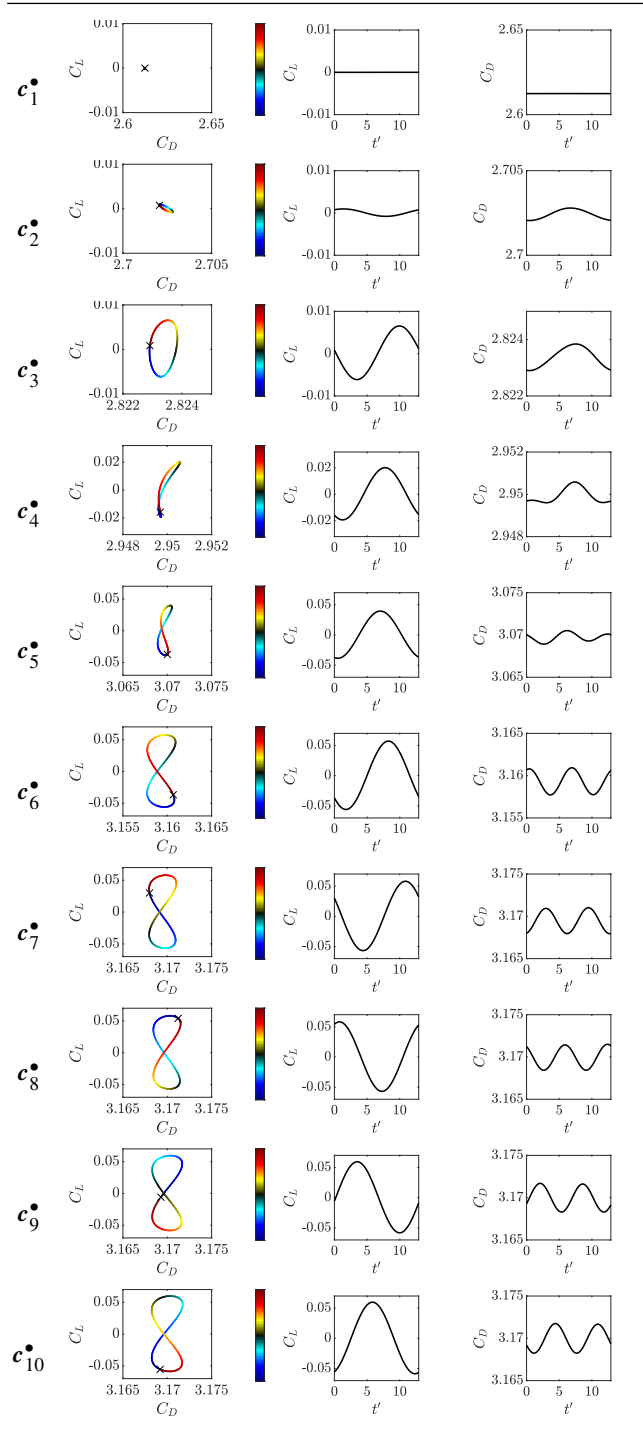 0.01 0.01 2.65
c₁• C_L 0 C_L 0 C_D
-0.01 -0.01 2.6
2.6 2.65 0 5 10 0 5 10
C_D t′ t′
0.01 0.01 2.705
c₂• C_L 0 C_L 0 C_D
-0.01 -0.01 2.7
2.7 2.705 0 5 10 0 5 10
C_D t′ t′
0.01 0.01
c₃• C_L 0 C_L 0 C_D 2.824
-0.01 -0.01 2.822
2.822 2.824 0 5 10 0 5 10
C_D t′ t′
0.02 0.02 2.952
c₄• C_L 0 C_L 0 C_D 2.95
-0.02 -0.02 2.948
2.948 2.95 2.952 0 5 10 0 5 10
C_D t′ t′
0.05 0.05 3.075
c₅• C_L 0 C_L 0 C_D 3.07
-0.05 -0.05 3.065
3.065 3.07 3.075 0 5 10 0 5 10
C_D t′ t′
0.05 0.05 3.165
c₆• C_L 0 C_L 0 C_D 3.16
-0.05 -0.05 3.155
3.155 3.16 3.165 0 5 10 0 5 10
C_D t′ t′
0.05 0.05 3.175
c₇• C_L 0 C_L 0 C_D 3.17
-0.05 -0.05 3.165
3.165 3.17 3.175 0 5 10 0 5 10
C_D t′ t′
0.05 0.05 3.175
c₈• C_L 0 C_L 0 C_D 3.17
-0.05 -0.05 3.165
3.165 3.17 3.175 0 5 10 0 5 10
C_D t′ t′
0.05 0.05 3.175
c₉• C_L 0 C_L 0 C_D 3.17
-0.05 -0.05 3.165
3.165 3.17 3.175 0 5 10 0 5 10
C_D t′ t′
0.05 0.05 3.175
c₁₀• C_L 0 C_L 0 C_D 3.17
-0.05 -0.05 3.165
3.165 3.17 3.175 0 5 10 0 5 10
C_D t′ t′